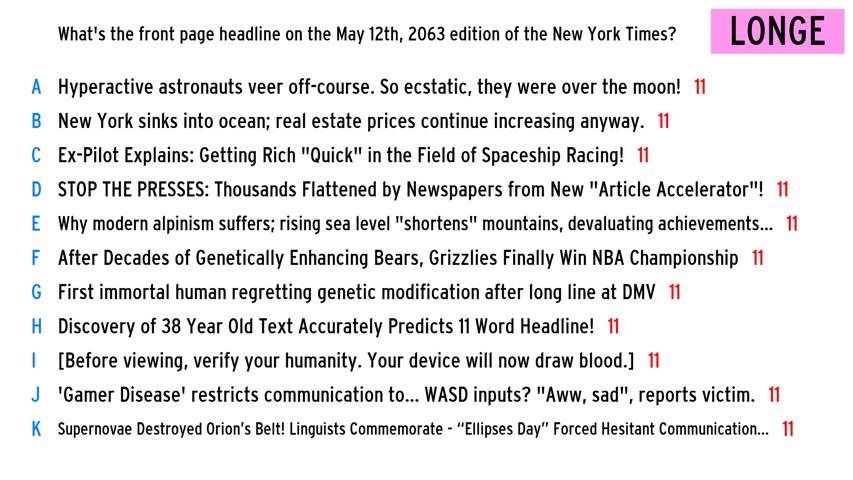 What's the front page headline on the May 12th, 2063 edition of the New York Times?
LONGE
A Hyperactive astronauts veer off-course. So ecstatic, they were over the moon! 11
B New York sinks into ocean; real estate prices continue increasing anyway. 11
C Ex-Pilot Explains: Getting Rich "Quick" in the Field of Spaceship Racing! 11
D STOP THE PRESSES: Thousands Flattened by Newspapers from New "Article Accelerator"! 11
E Why modern alpinism suffers; rising sea level "shortens" mountains, devaluating achievements... 11
F After Decades of Genetically Enhancing Bears, Grizzlies Finally Win NBA Championship 11
G First immortal human regretting genetic modification after long line at DMV 11
H Discovery of 38 Year Old Text Accurately Predicts 11 Word Headline! 11
I [Before viewing, verify your humanity. Your device will now draw blood.] 11
J 'Gamer Disease' restricts communication to... WASD inputs? "Aww, sad", reports victim. 11
K Supernovae Destroyed Orion’s Belt! Linguists Commemorate - “Ellipses Day” Forced Hesitant Communication... 11